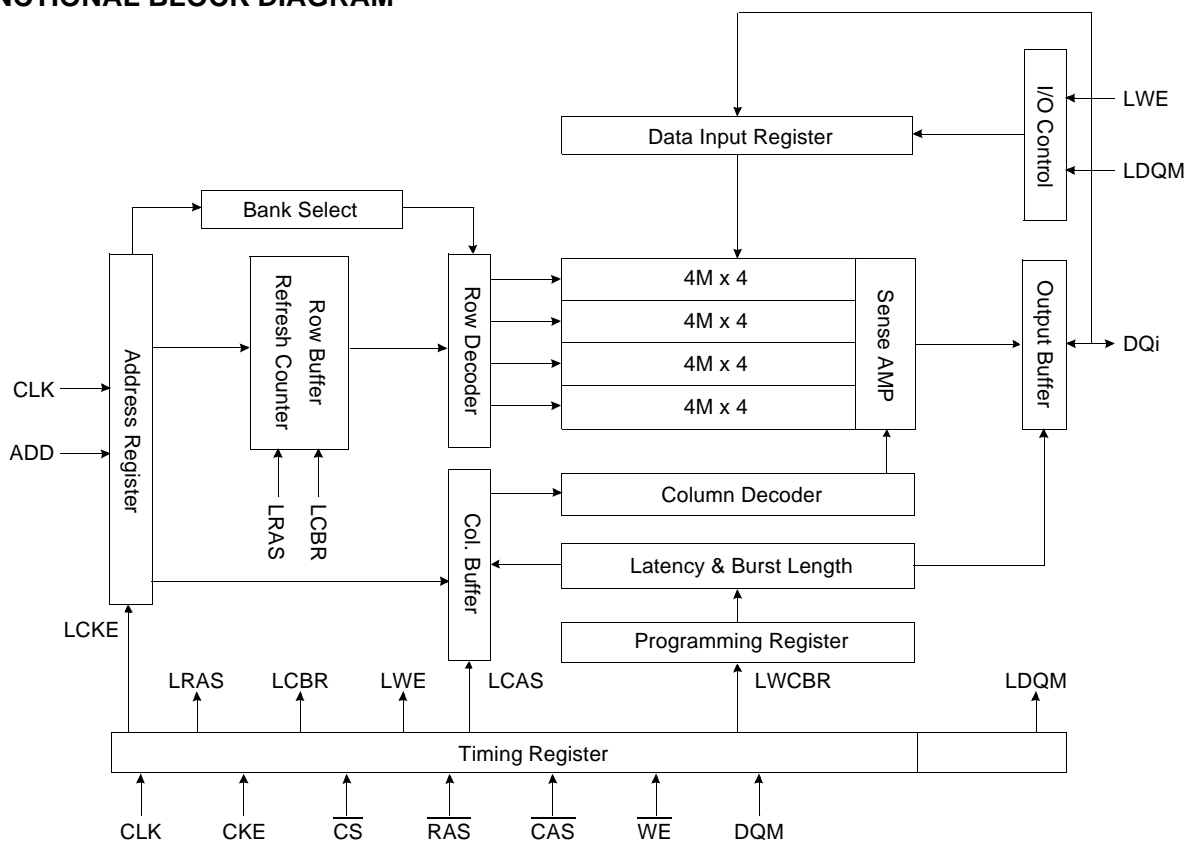 I/O Control
LWE
LDQM
Data Input Register
Bank Select
Address Register
CLK
ADD
Refresh Counter
Row Buffer
LRAS
LCBR
Row Decoder
4M x 4
4M x 4
4M x 4
4M x 4
Sense AMP
Output Buffer
DQi
Col. Buffer
Column Decoder
Latency & Burst Length
Programming Register
LCKE
LRAS
LCBR
LWE
LCAS
LWCBR
LDQM
Timing Register
CLK
CKE
CS
RAS
CAS
WE
DQM